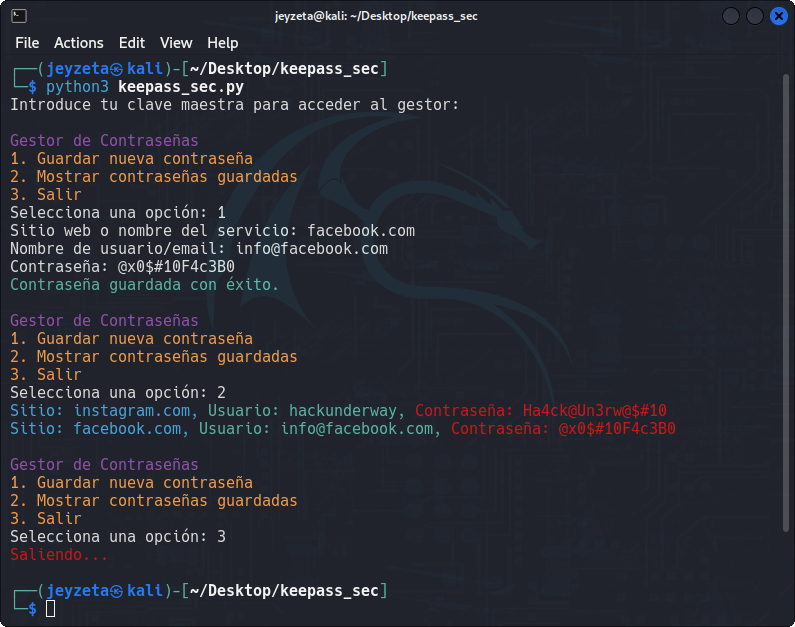 jeyzeta@kali: ~/Desktop/keepass_sec
File Actions Edit View Help
┌──(jeyzeta㉿kali)-[~/Desktop/keepass_sec]
└─$ python3 keepass_sec.py
Introduce tu clave maestra para acceder al gestor:
Gestor de Contraseñas
1. Guardar nueva contraseña
2. Mostrar contraseñas guardadas
3. Salir
Selecciona una opción: 1
Sitio web o nombre del servicio: facebook.com
Nombre de usuario/email: info@facebook.com
Contraseña: @x0$#10F4c3B0
Contraseña guardada con éxito.
Gestor de Contraseñas
1. Guardar nueva contraseña
2. Mostrar contraseñas guardadas
3. Salir
Selecciona una opción: 2
Sitio: instagram.com, Usuario: hackunderway, Contraseña: Ha4ck@Un3rw@$#10
Sitio: facebook.com, Usuario: info@facebook.com, Contraseña: @x0$#10F4c3B0
Gestor de Contraseñas
1. Guardar nueva contraseña
2. Mostrar contraseñas guardadas
3. Salir
Selecciona una opción: 3
Saliendo...
┌──(jeyzeta㉿kali)-[~/Desktop/keepass_sec]
└─$